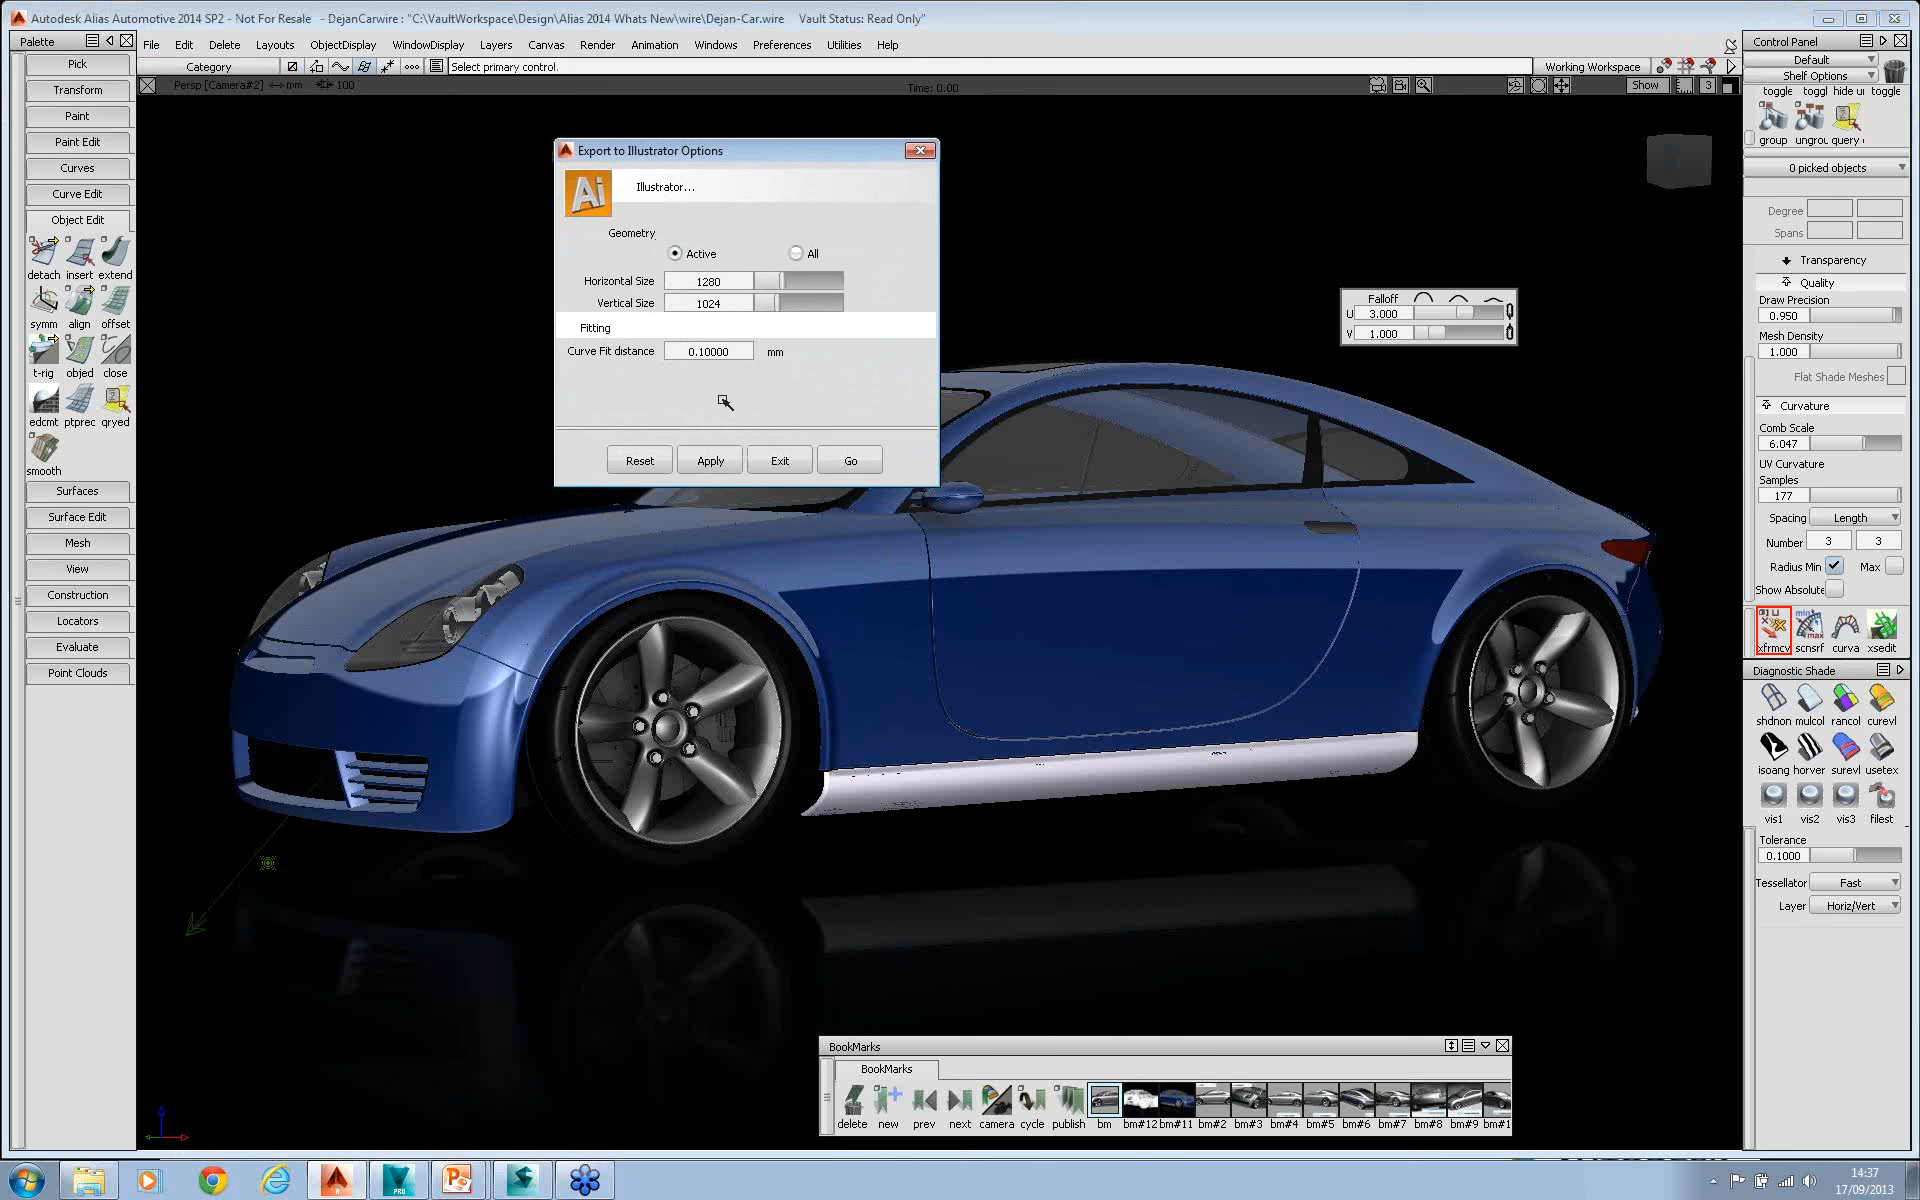 Autodesk Alias Automotive 2014 SP2 - Not For Resale - DejanCarwire : "C:\VaultWorkspace\Design\Alias 2014 Whats New\wire\Dejan-Car.wire Vault Status: Read Only"
Palette
File Edit Delete Layouts ObjectDisplay WindowDisplay Layers Canvas Render Animation Windows Preferences Utilities Help
Category
Select primary control.
Working Workspace
Persp [Camera#2] mm 100
Time: 0.00
Show
3
Pick
Transform
Paint
Paint Edit
Curves
Curve Edit
Object Edit
detach insert extend
symm align offset
t-rig objed close
edcmt ptprec qryed
smooth
Surfaces
Surface Edit
Mesh
View
Construction
Locators
Evaluate
Point Clouds
Export to Illustrator Options
Ai
Illustrator...
Geometry
Active All
Horizontal Size 1280
Vertical Size 1024
Fitting
Curve Fit distance 0.10000 mm
Reset Apply Exit Go
Falloff
U 3.000
V 1.000
Control Panel
Default
Shelf Options
toggle toggl hide u toggle
group ungrou query
0 picked objects
Degree
Spans
Transparency
Quality
Draw Precision
0.950
Mesh Density
1.000
Flat Shade Meshes
Curvature
Comb Scale
6.047
UV Curvature
Samples
177
Spacing Length
Number 3 3
Radius Min Max
Show Absolute
xfrmcv scnsrf curva xsedit
Diagnostic Shade
shdnon mulcol rancol curevl
isoang horver surevl usetex
vis1 vis2 vis3 filest
Tolerance
0.1000
Tessellator Fast
Layer Horiz/Vert
BookMarks
BookMarks
delete new prev next camera cycle publish bm bm#12 bm#11 bm#2 bm#3 bm#4 bm#5 bm#6 bm#7 bm#8 bm#9 bm#1
PRO
14:37
17/09/2013